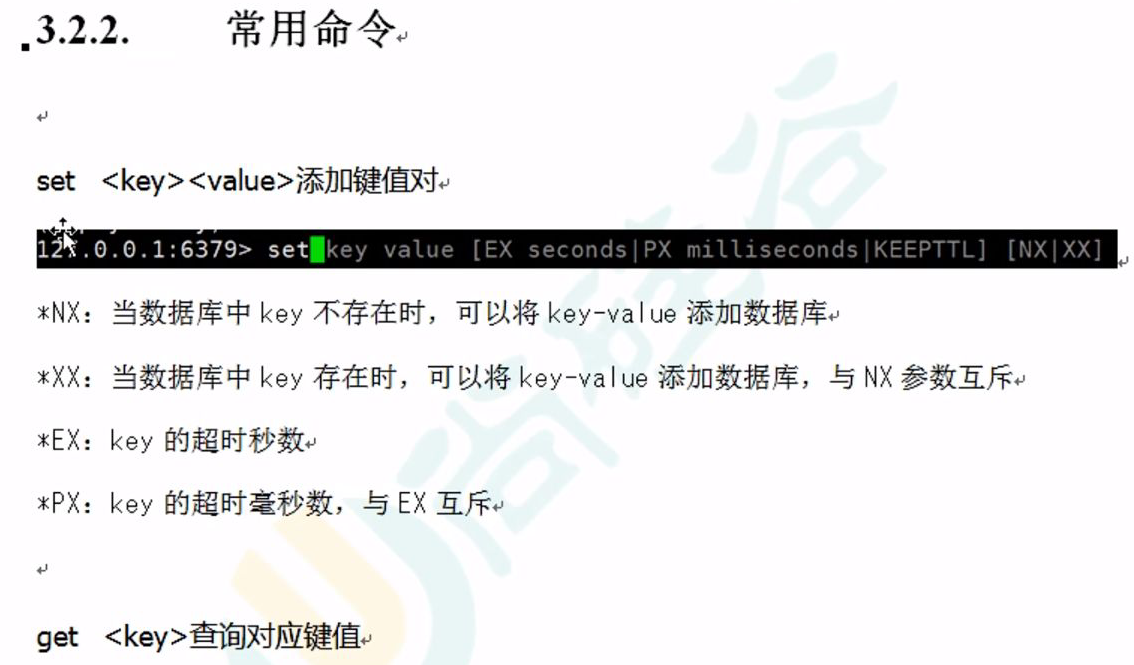 3.2.2. 常用命令
set <key><value>添加键值对
127.0.0.1:6379> set key value [EX seconds|PX milliseconds|KEEPTTL] [NX|XX]
*NX：当数据库中 key 不存在时，可以将 key-value 添加数据库
*XX：当数据库中 key 存在时，可以将 key-value 添加数据库，与 NX 参数互斥
*EX：key 的超时秒数
*PX：key 的超时毫秒数，与 EX 互斥
get <key>查询对应键值
尚硅谷